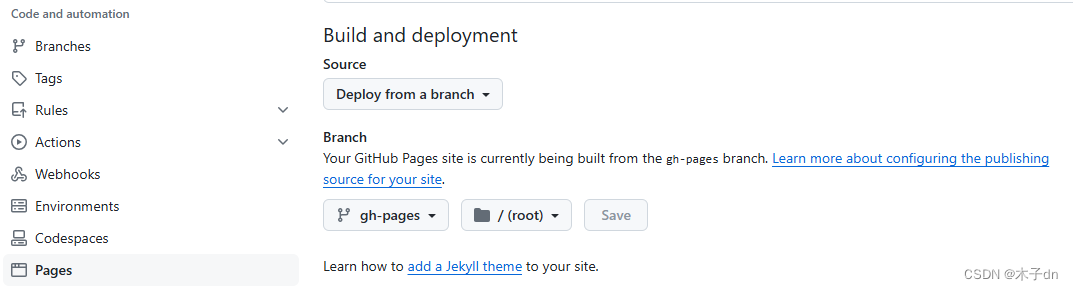 Code and automation
Branches
Tags
Rules
Actions
Webhooks
Environments
Codespaces
Pages
Build and deployment
Source
Deploy from a branch
Branch
Your GitHub Pages site is currently being built from the gh-pages branch. Learn more about configuring the publishing
source for your site.
gh-pages / (root) Save
Learn how to add a Jekyll theme to your site.
CSDN @木子dn